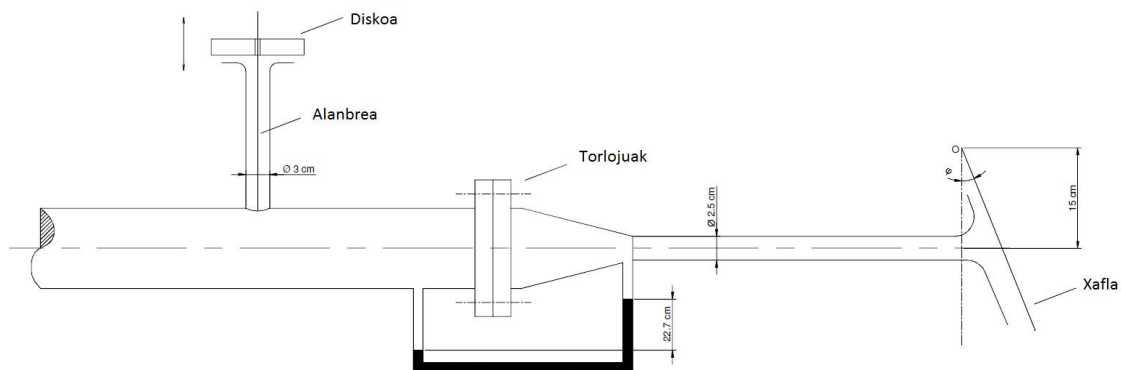 Diskoa
Alanbrea
Ø 3 cm
Torlojuak
Ø 2.5 cm
O
15 cm
Xafla
22.7 cm